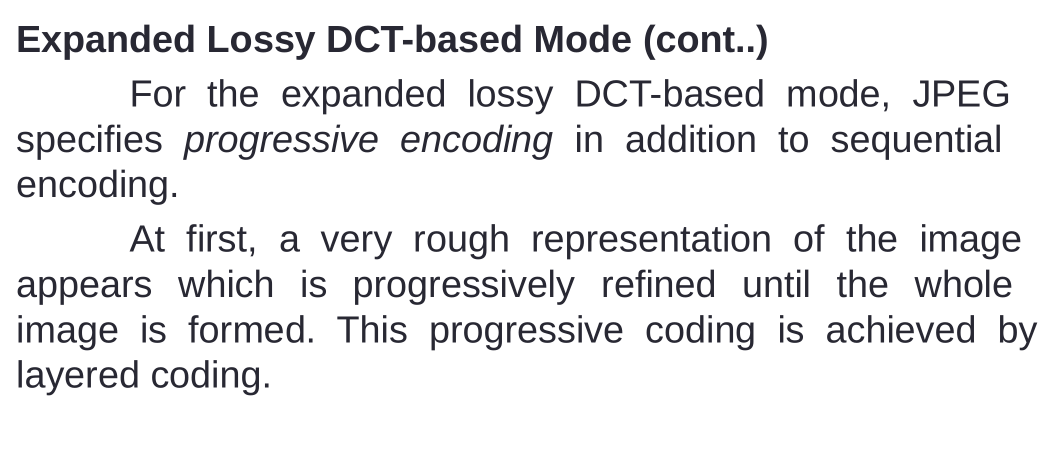 Expanded Lossy DCT-based Mode (cont..)
For the expanded lossy DCT-based mode, JPEG
specifies progressive encoding in addition to sequential
encoding.
At first, a very rough representation of the image
appears which is progressively refined until the whole
image is formed. This progressive coding is achieved by
layered coding.